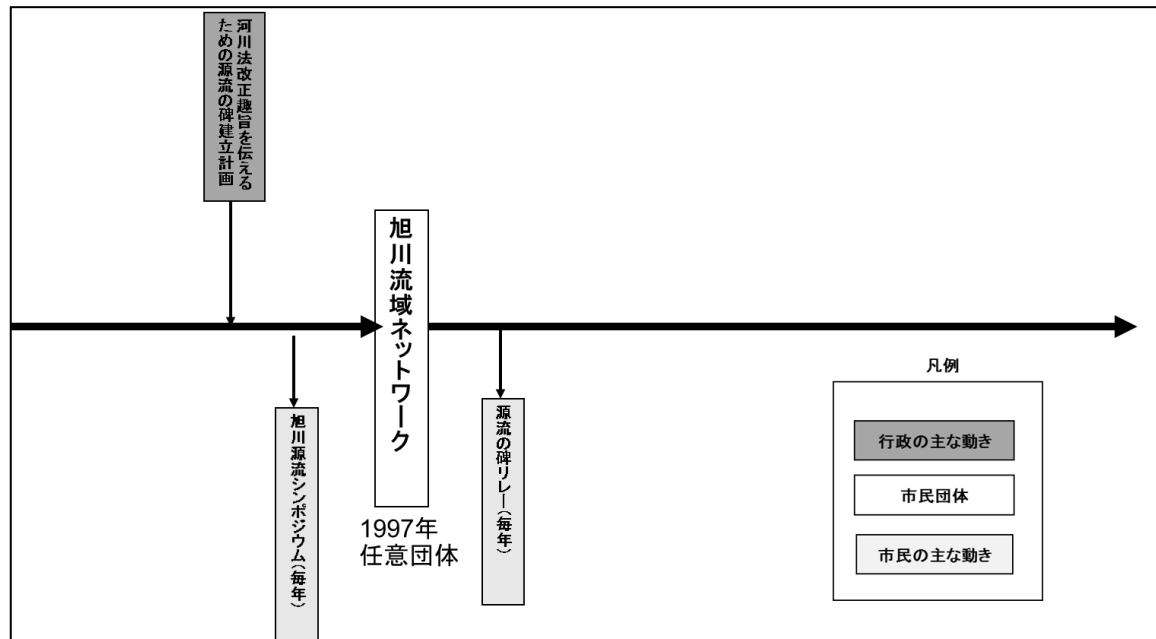 河川法改正趣旨を伝える
ための源流の碑建立計画
旭川流域ネットワーク
1997年
任意団体
旭川源流シンポジウム(毎年)
源流の碑リレー(毎年)
凡例
行政の主な動き
市民団体
市民の主な動き